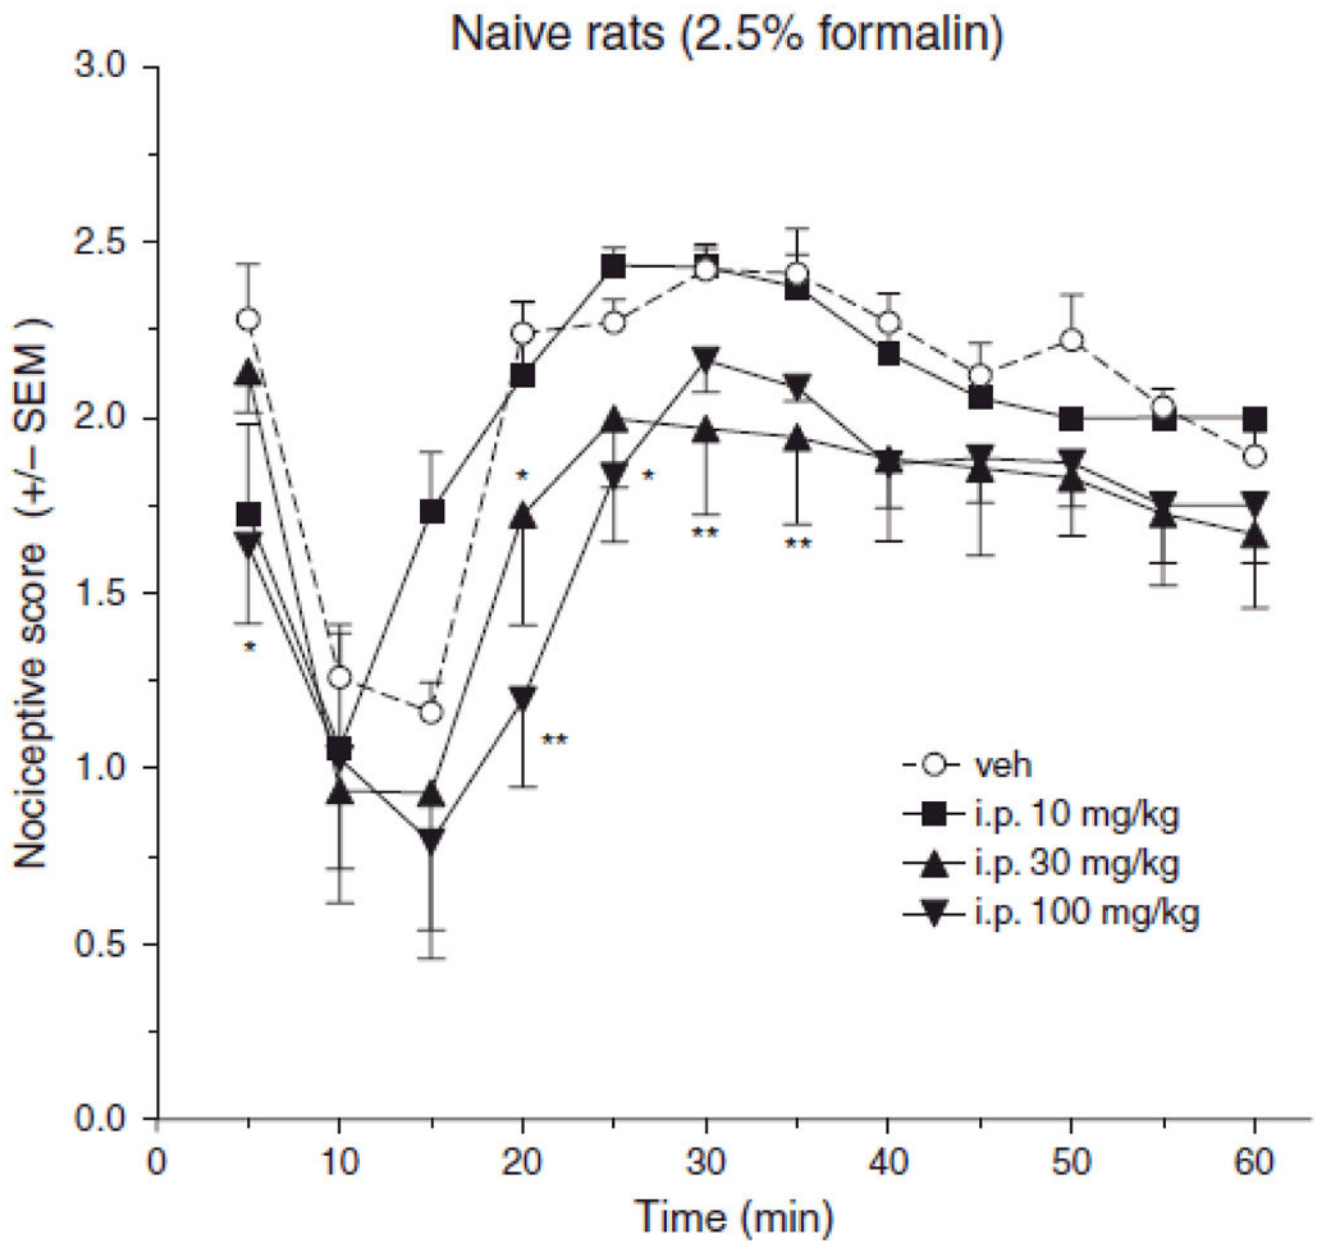 Naive rats (2.5% formalin)
Nociceptive score (+/– SEM )
3.0
2.5
2.0
1.5
1.0
0.5
0.0
*
*
**
*
**
**
veh
i.p. 10 mg/kg
i.p. 30 mg/kg
i.p. 100 mg/kg
0 10 20 30 40 50 60
Time (min)